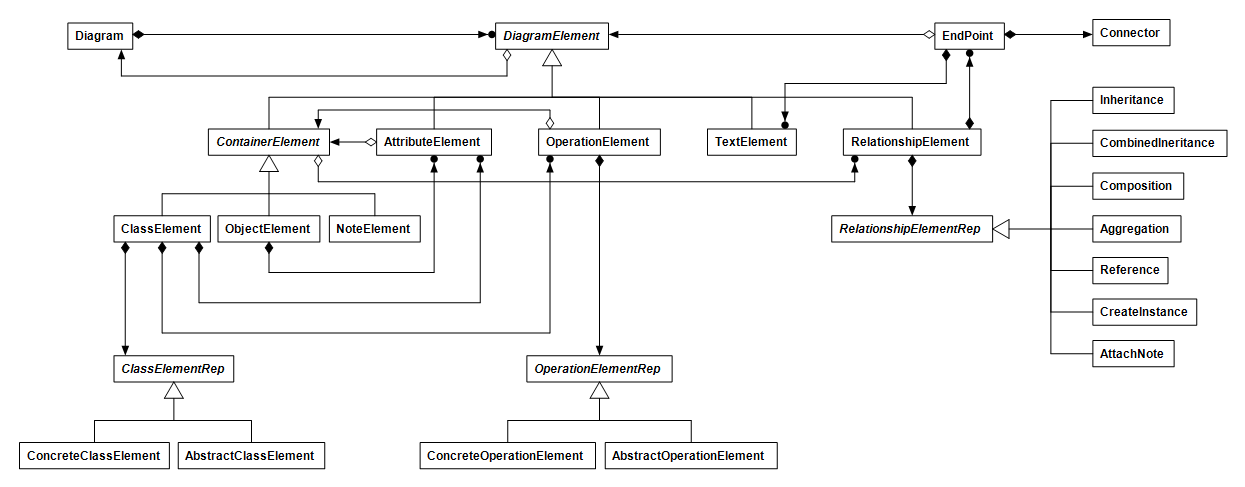 Diagram
DiagramElement
EndPoint
Connector
Inheritance
ContainerElement
AttributeElement
OperationElement
TextElement
RelationshipElement
CombinedIneritance
Composition
ClassElement
ObjectElement
NoteElement
RelationshipElementRep
Aggregation
Reference
CreateInstance
AttachNote
ClassElementRep
OperationElementRep
ConcreteClassElement
AbstractClassElement
ConcreteOperationElement
AbstractOperationElement